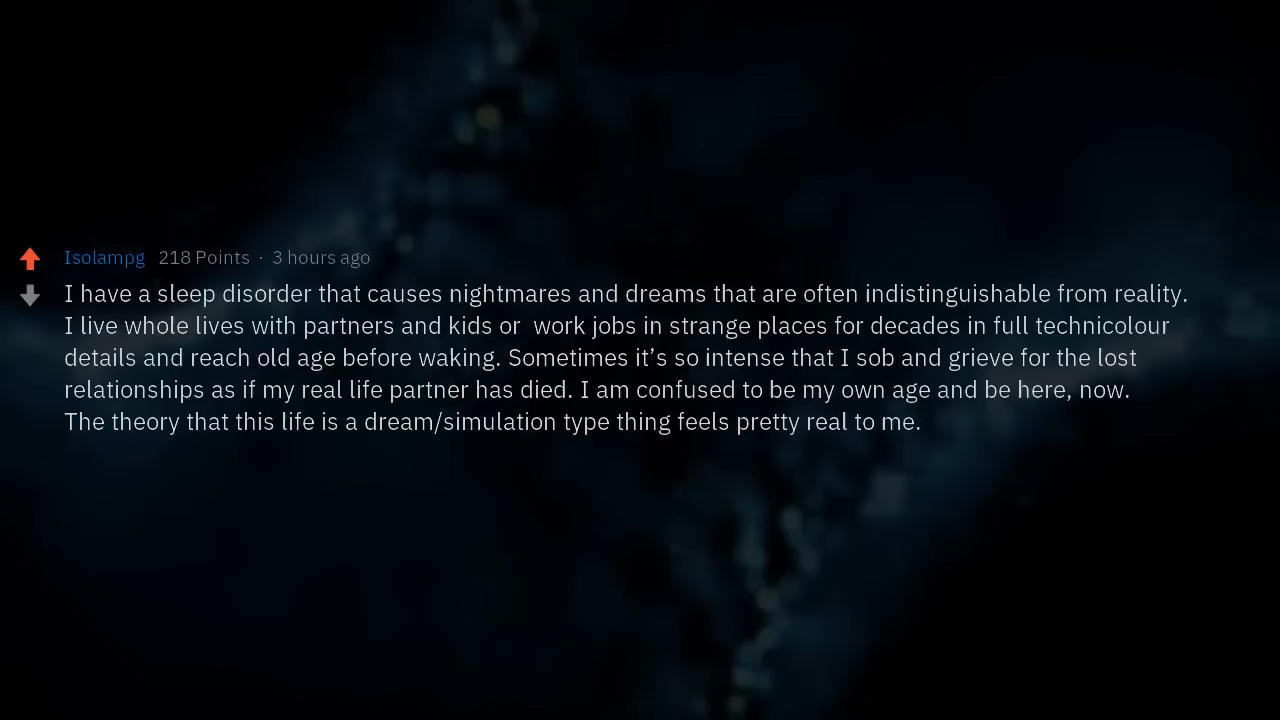 Isolampg 218 Points · 3 hours ago
I have a sleep disorder that causes nightmares and dreams that are often indistinguishable from reality.
I live whole lives with partners and kids or  work jobs in strange places for decades in full technicolour
details and reach old age before waking. Sometimes it’s so intense that I sob and grieve for the lost
relationships as if my real life partner has died. I am confused to be my own age and be here, now.
The theory that this life is a dream/simulation type thing feels pretty real to me.